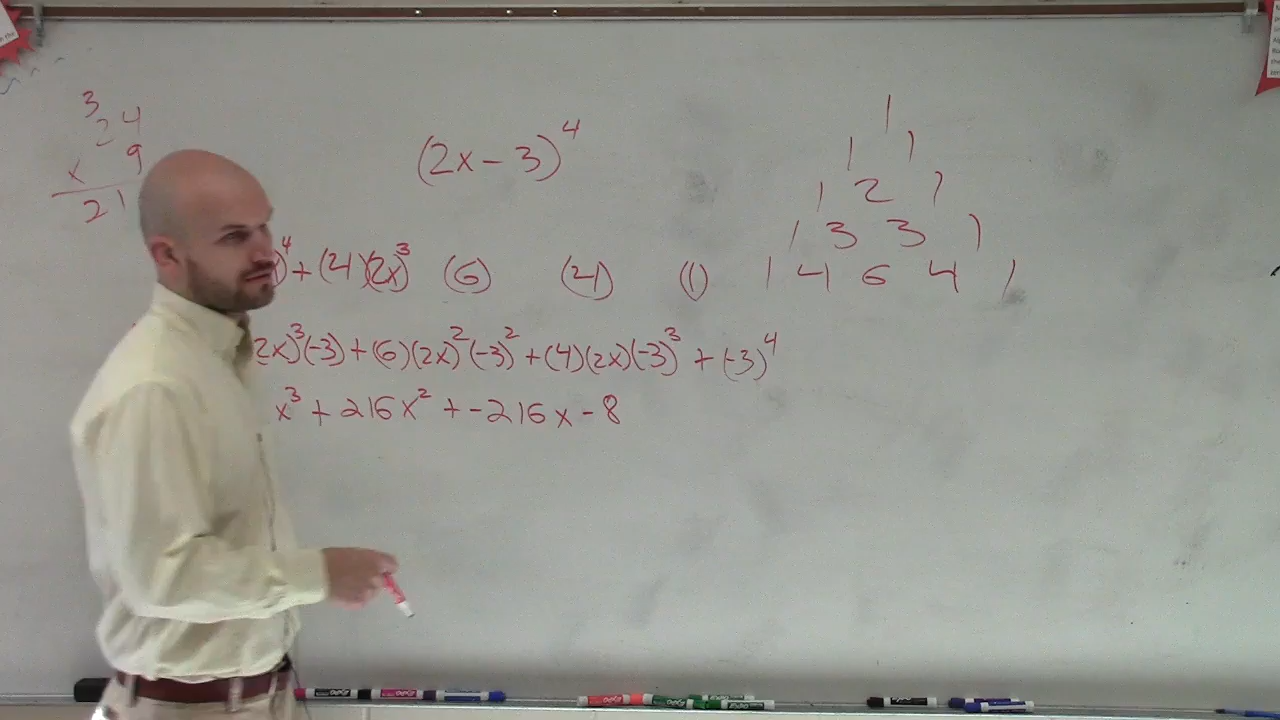 3
24
x 9
21
(2x - 3)^4
1
1 1
1 2 1
1 3 3 1
1 4 6 4 1
)^4 + (4)(2x)^3 (6) (4) (1)
2x)^3(-3) + (6)(2x)^2(-3)^2 + (4)(2x)(-3)^3 + (-3)^4
x^3 + 216x^2 + -216x - 8